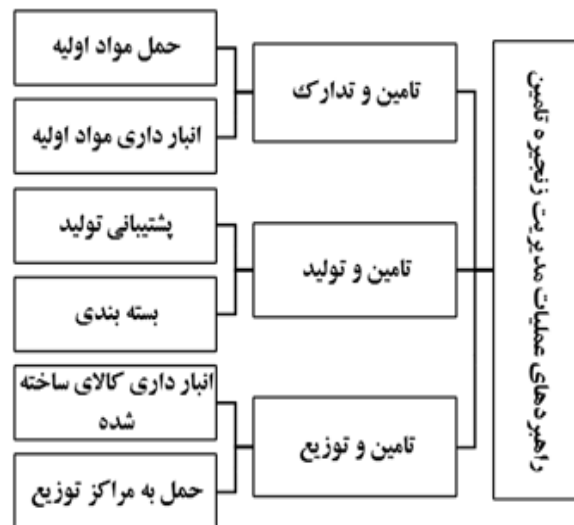 راهبردهای عملیات مدیریت زنجیره تامین
تامین و تدارک
حمل مواد اولیه
انبار داری مواد اولیه
تامین و تولید
پشتیبانی تولید
بسته بندی
تامین و توزیع
انبار داری کالای ساخته
شده
حمل به مراکز توزیع